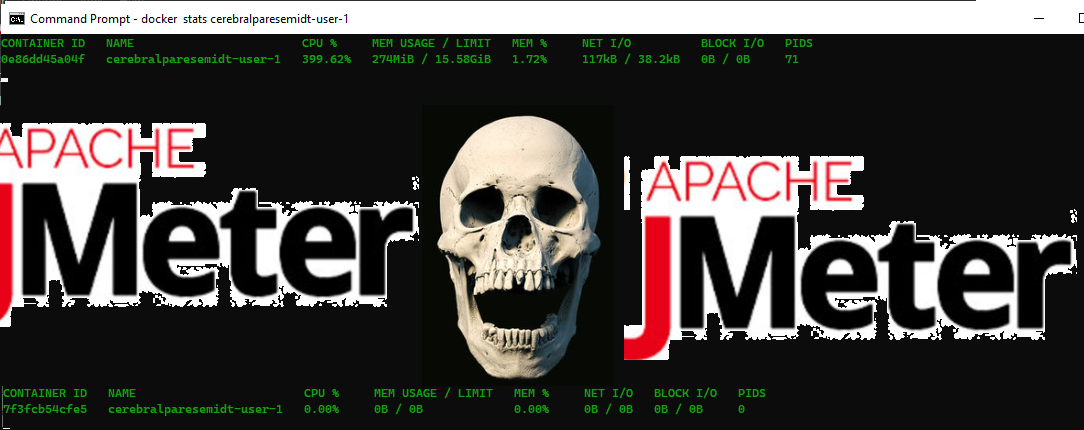 Command Prompt - docker stats cerebralparesemidt-user-1
CONTAINER ID NAME CPU % MEM USAGE / LIMIT MEM % NET I/O BLOCK I/O PIDS
0e86dd45a04f cerebralparesemidt-user-1 399.62% 274MiB / 15.58GiB 1.72% 117kB / 38.2kB 0B / 0B 71
APACHE
JMeter
APACHE
JMeter
CONTAINER ID NAME CPU % MEM USAGE / LIMIT MEM % NET I/O BLOCK I/O PIDS
7f3fcb54cfe5 cerebralparesemidt-user-1 0.00% 0B / 0B 0.00% 0B / 0B 0B / 0B 0